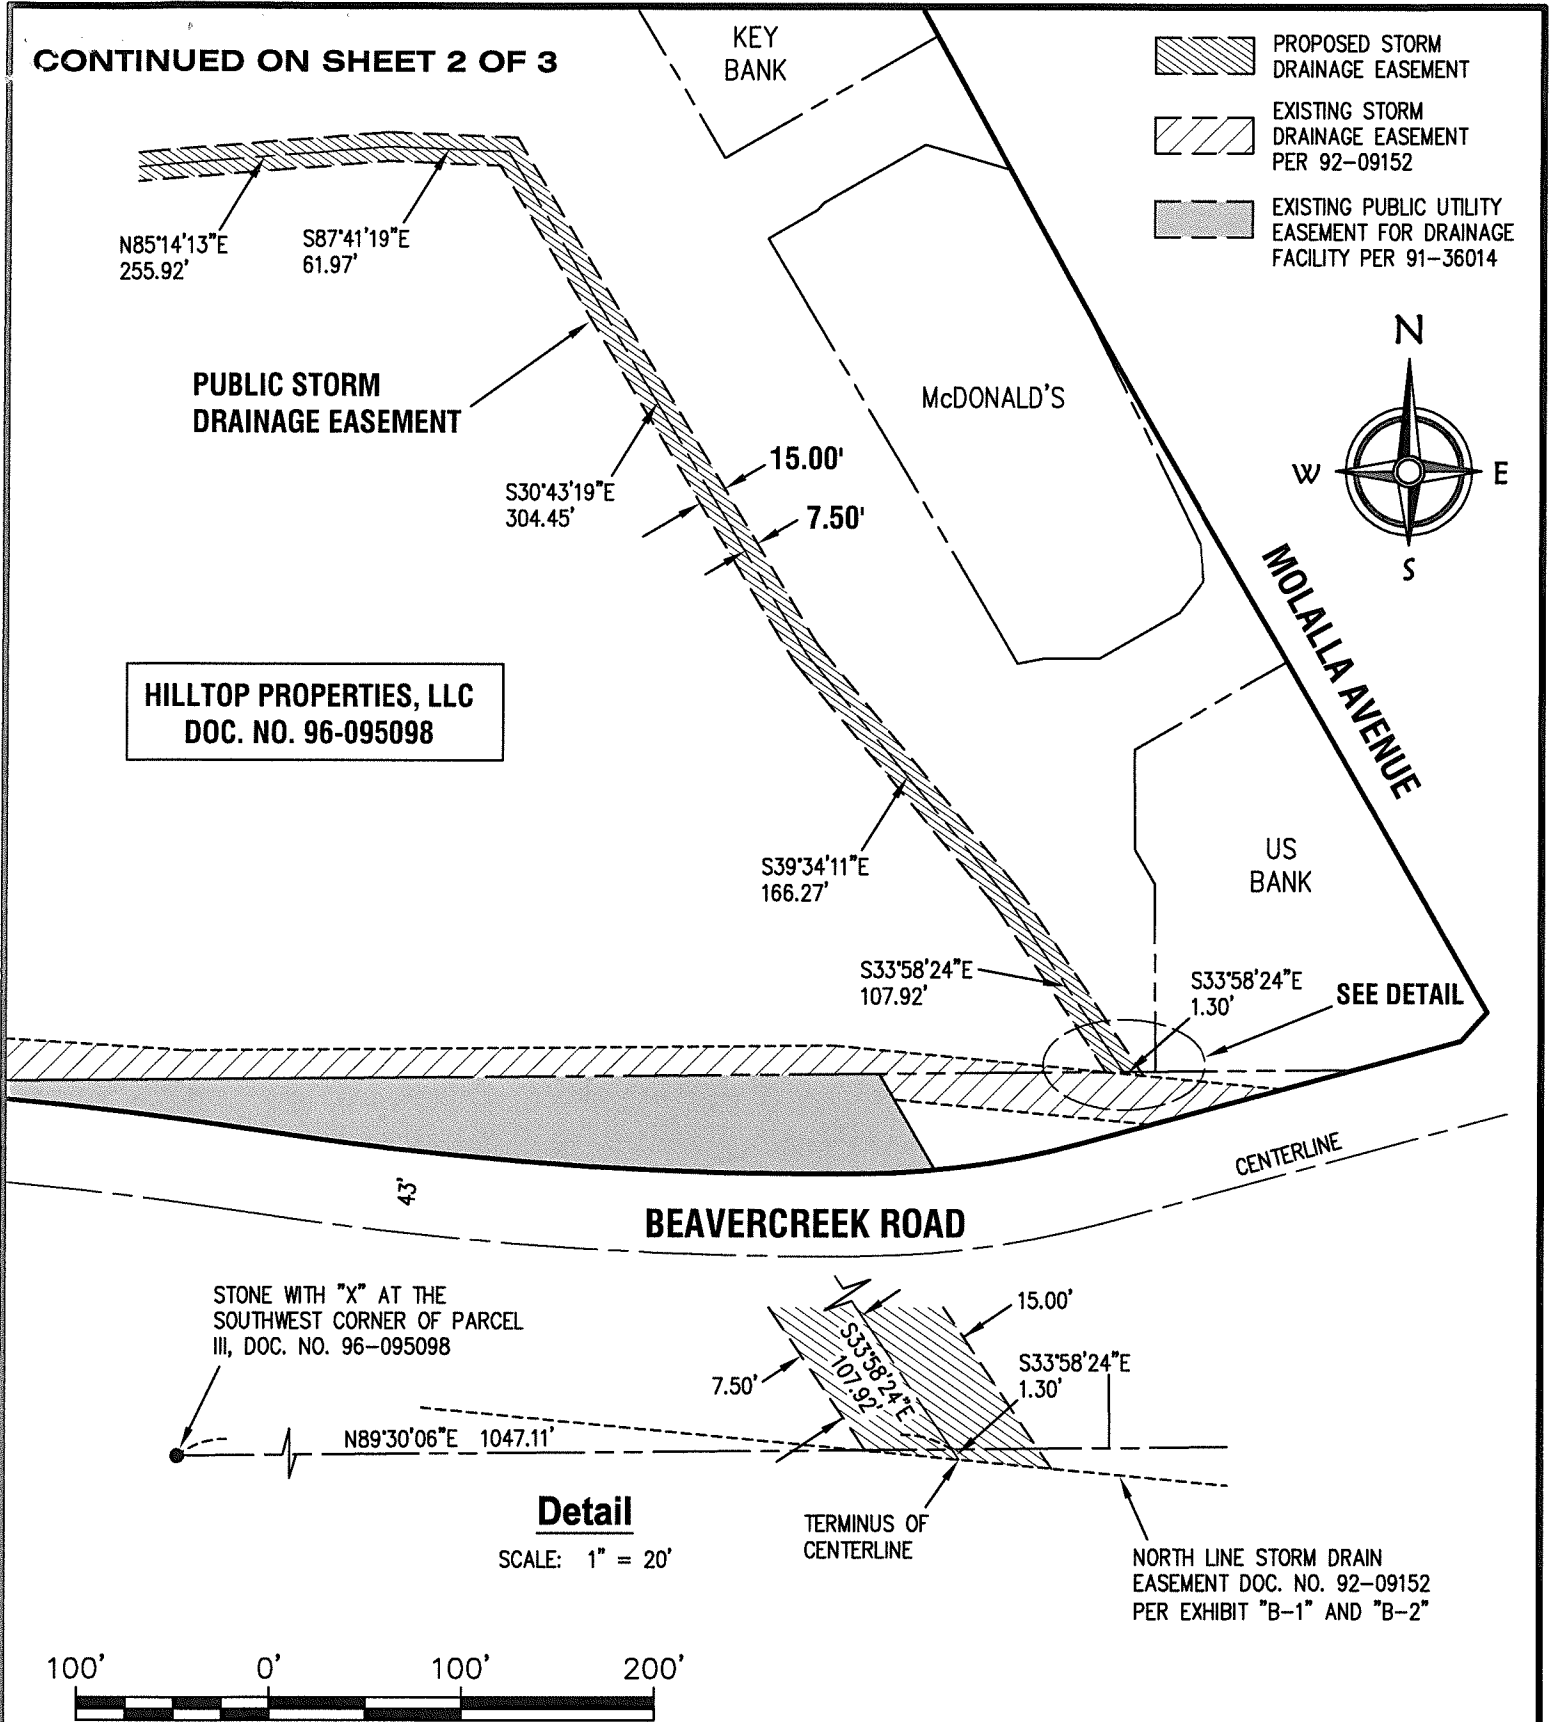 CONTINUED ON SHEET 2 OF 3
KEY
BANK
PROPOSED STORM
DRAINAGE EASEMENT
EXISTING STORM
DRAINAGE EASEMENT
PER 92-09152
EXISTING PUBLIC UTILITY
EASEMENT FOR DRAINAGE
FACILITY PER 91-36014
N85°14'13"E
255.92'
S87°41'19"E
61.97'
N
W
E
S
PUBLIC STORM
DRAINAGE EASEMENT
McDONALD'S
15.00'
S30°43'19"E
304.45'
7.50'
MOLALLA AVENUE
HILLTOP PROPERTIES, LLC
DOC. NO. 96-095098
S39°34'11"E
166.27'
US
BANK
S33°58'24"E
107.92'
S33°58'24"E
1.30'
SEE DETAIL
CENTERLINE
43'
BEAVERCREEK ROAD
STONE WITH "X" AT THE
SOUTHWEST CORNER OF PARCEL
III, DOC. NO. 96-095098
15.00'
S33°58'24"E
107.92'
7.50'
S33°58'24"E
1.30'
N89°30'06"E 1047.11'
Detail
SCALE: 1" = 20'
TERMINUS OF
CENTERLINE
NORTH LINE STORM DRAIN
EASEMENT DOC. NO. 92-09152
PER EXHIBIT "B-1" AND "B-2"
100' 0' 100' 200'